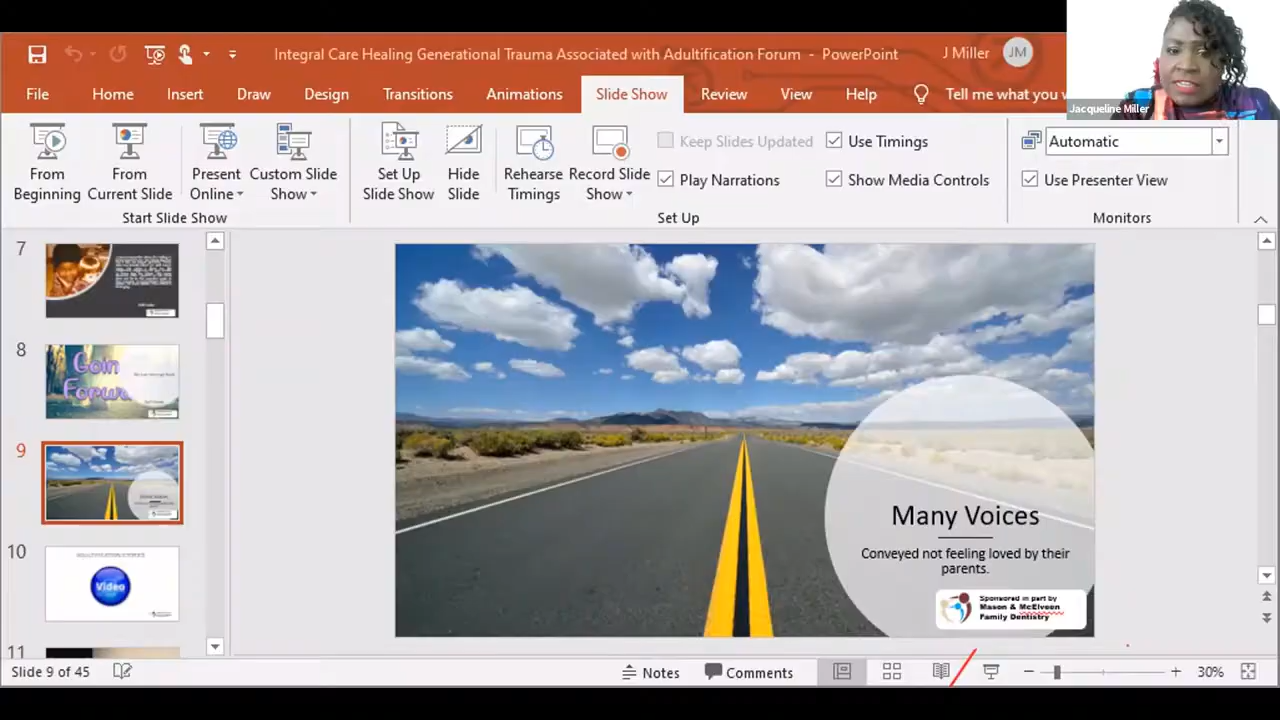 Integral Care Healing Generational Trauma Associated with Adultification Forum - PowerPoint
J Miller
JM
Jacqueline Miller
File Home Insert Draw Design Transitions Animations Slide Show Review View Help Tell me what you w
From Beginning
From Current Slide
Present Online
Custom Slide Show
Start Slide Show
Set Up Slide Show
Hide Slide
Rehearse Timings
Record Slide Show
Keep Slides Updated
Play Narrations
Use Timings
Show Media Controls
Set Up
Automatic
Use Presenter View
Monitors
7
8
Goin
Forwa
9
10
Video
11
Many Voices
Conveyed not feeling loved by their
parents.
Sponsored in part by
Mason & McElveen
Family Dentistry
Slide 9 of 45
Notes
Comments
30%